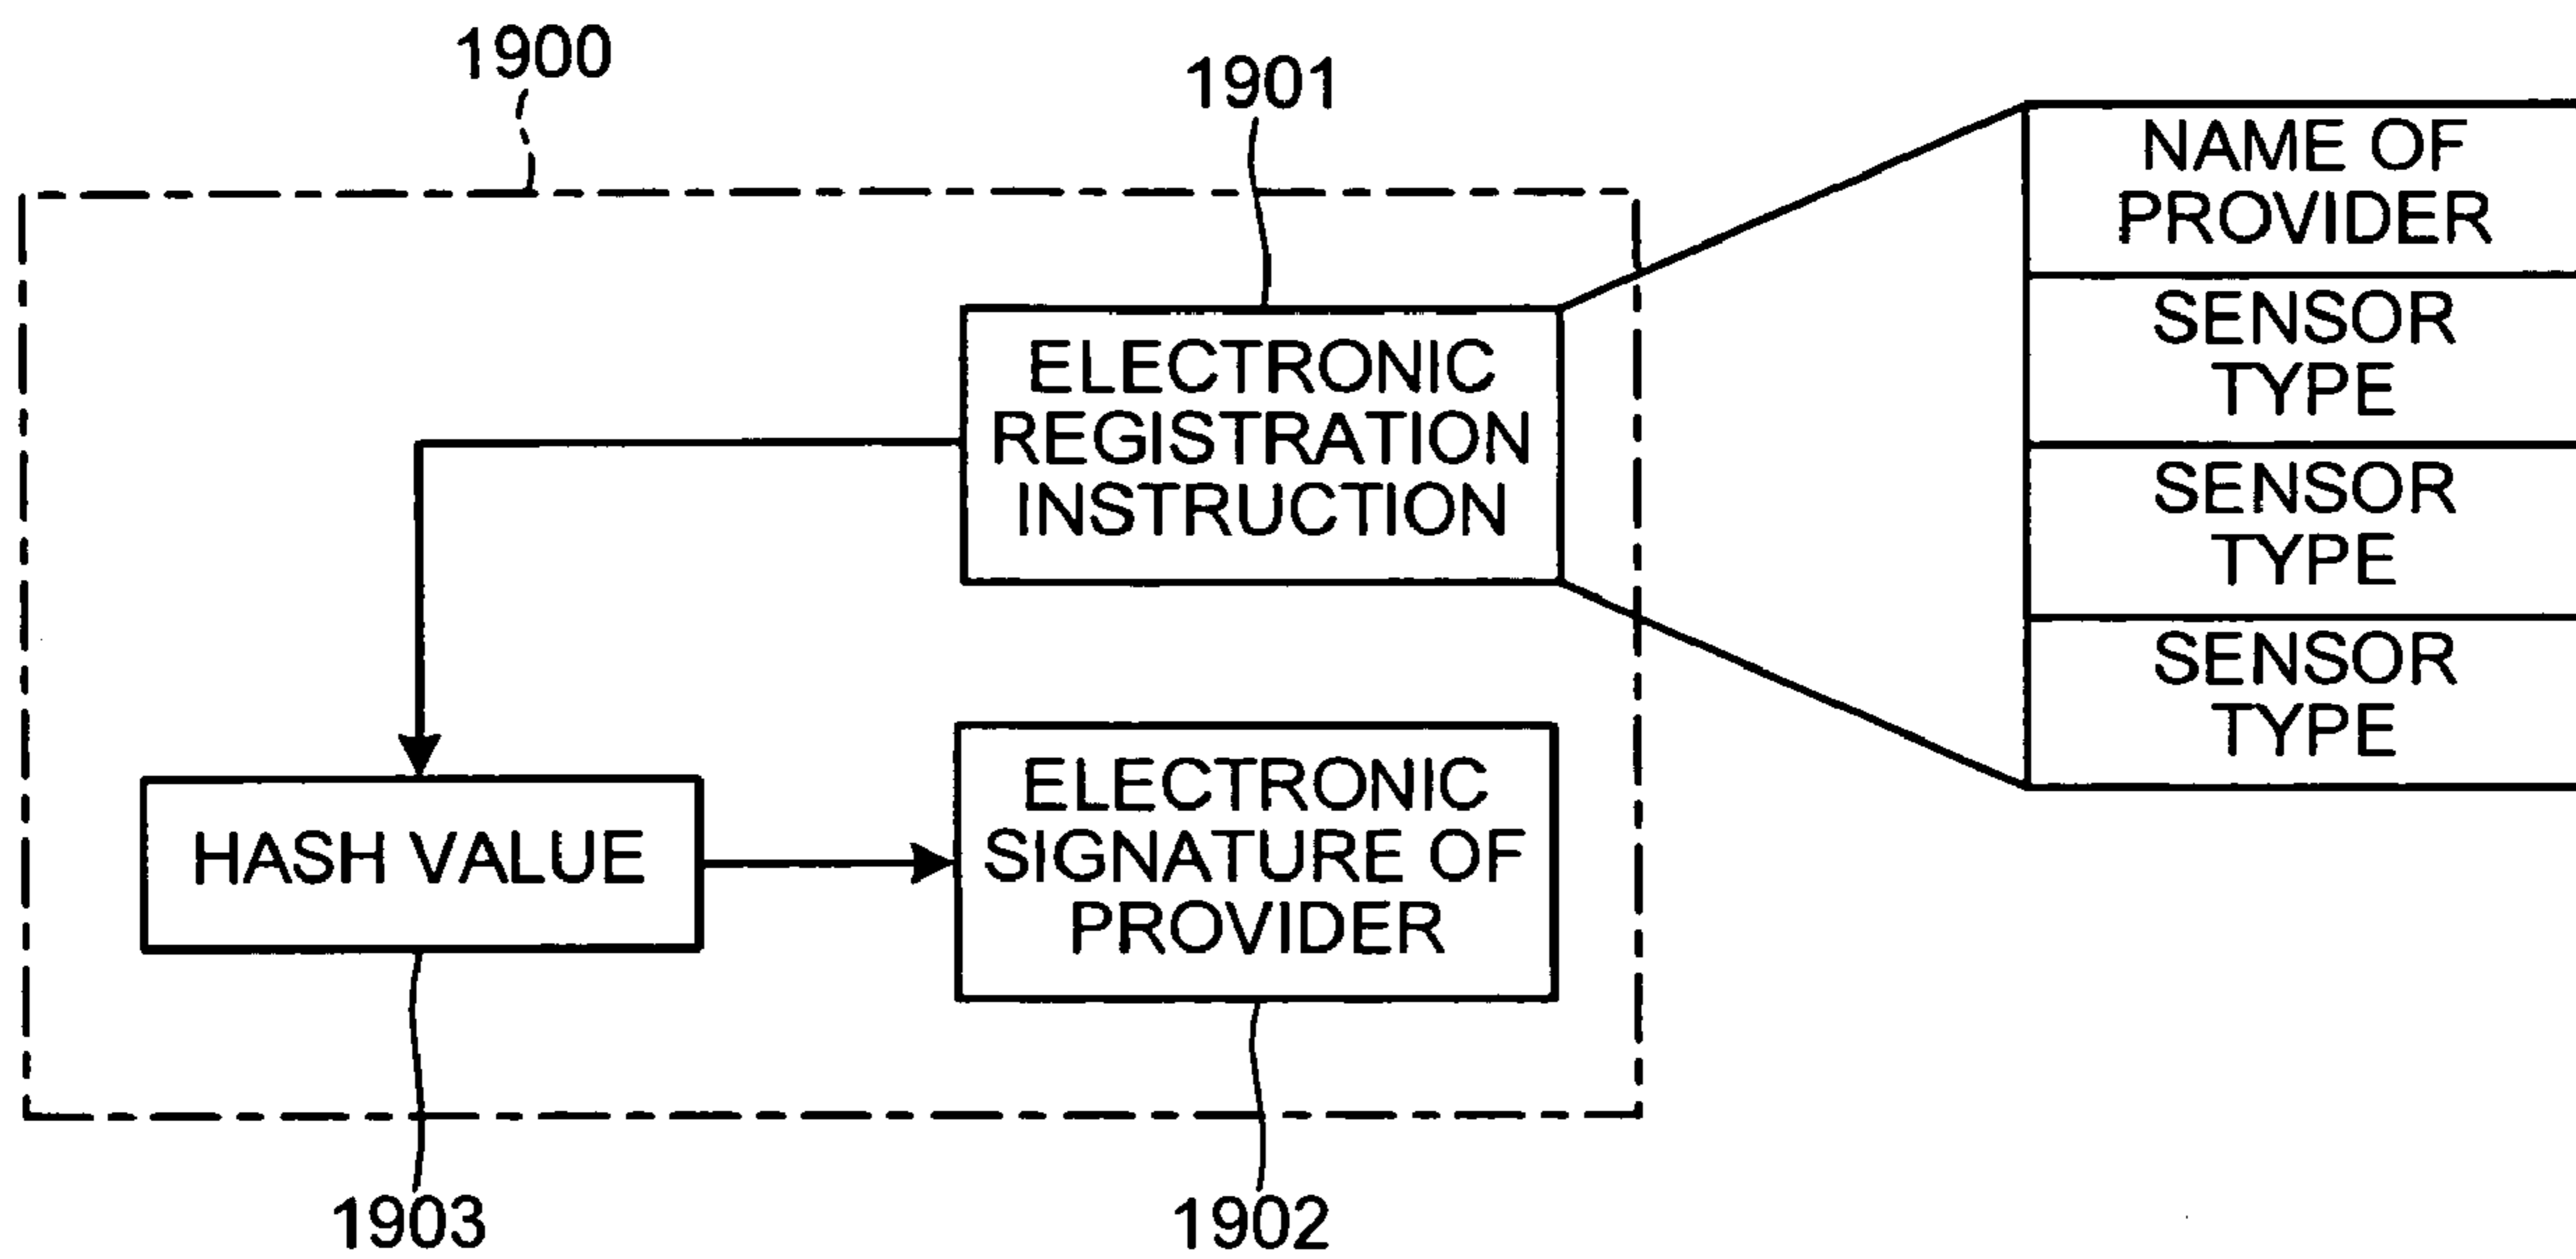 1900
1901
NAME OF
PROVIDER
SENSOR
TYPE
SENSOR
TYPE
SENSOR
TYPE
ELECTRONIC
REGISTRATION
INSTRUCTION
HASH VALUE
ELECTRONIC
SIGNATURE OF
PROVIDER
1903
1902